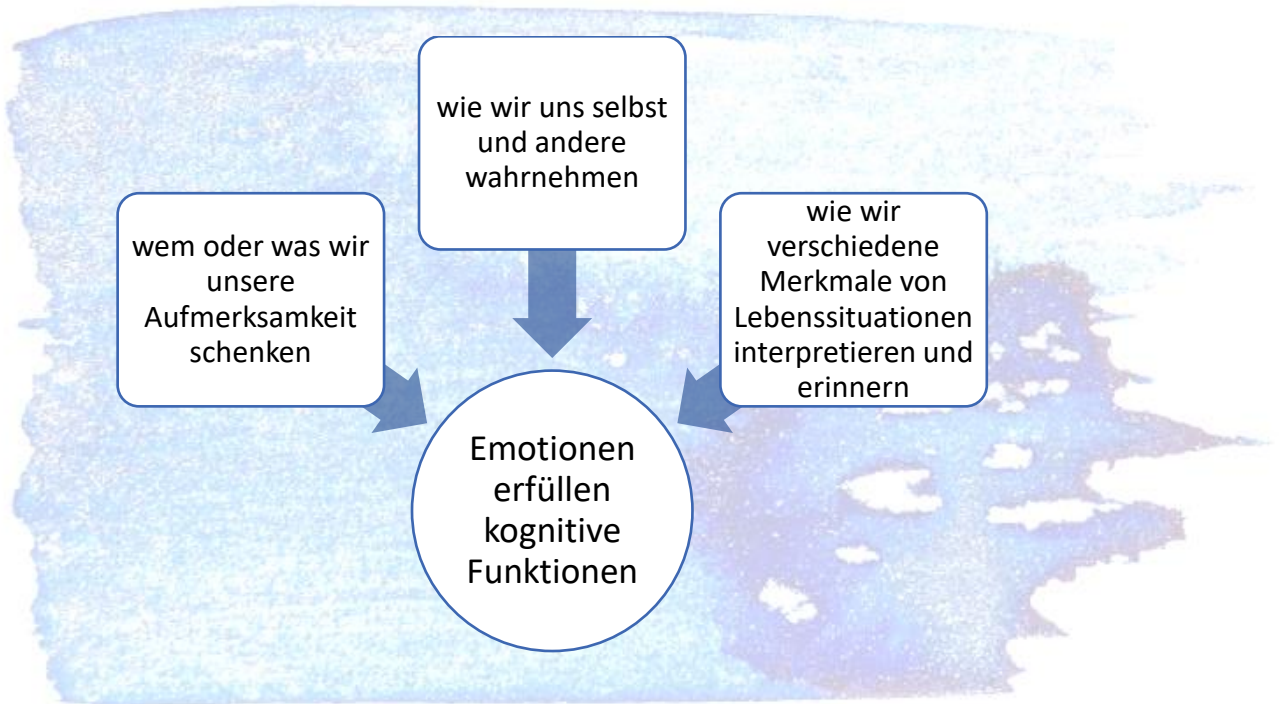 wie wir uns selbst
und andere
wahrnehmen
wem oder was wir
unsere
Aufmerksamkeit
schenken
wie wir
verschiedene
Merkmale von
Lebenssituationen
interpretieren und
erinnern
Emotionen
erfüllen
kognitive
Funktionen